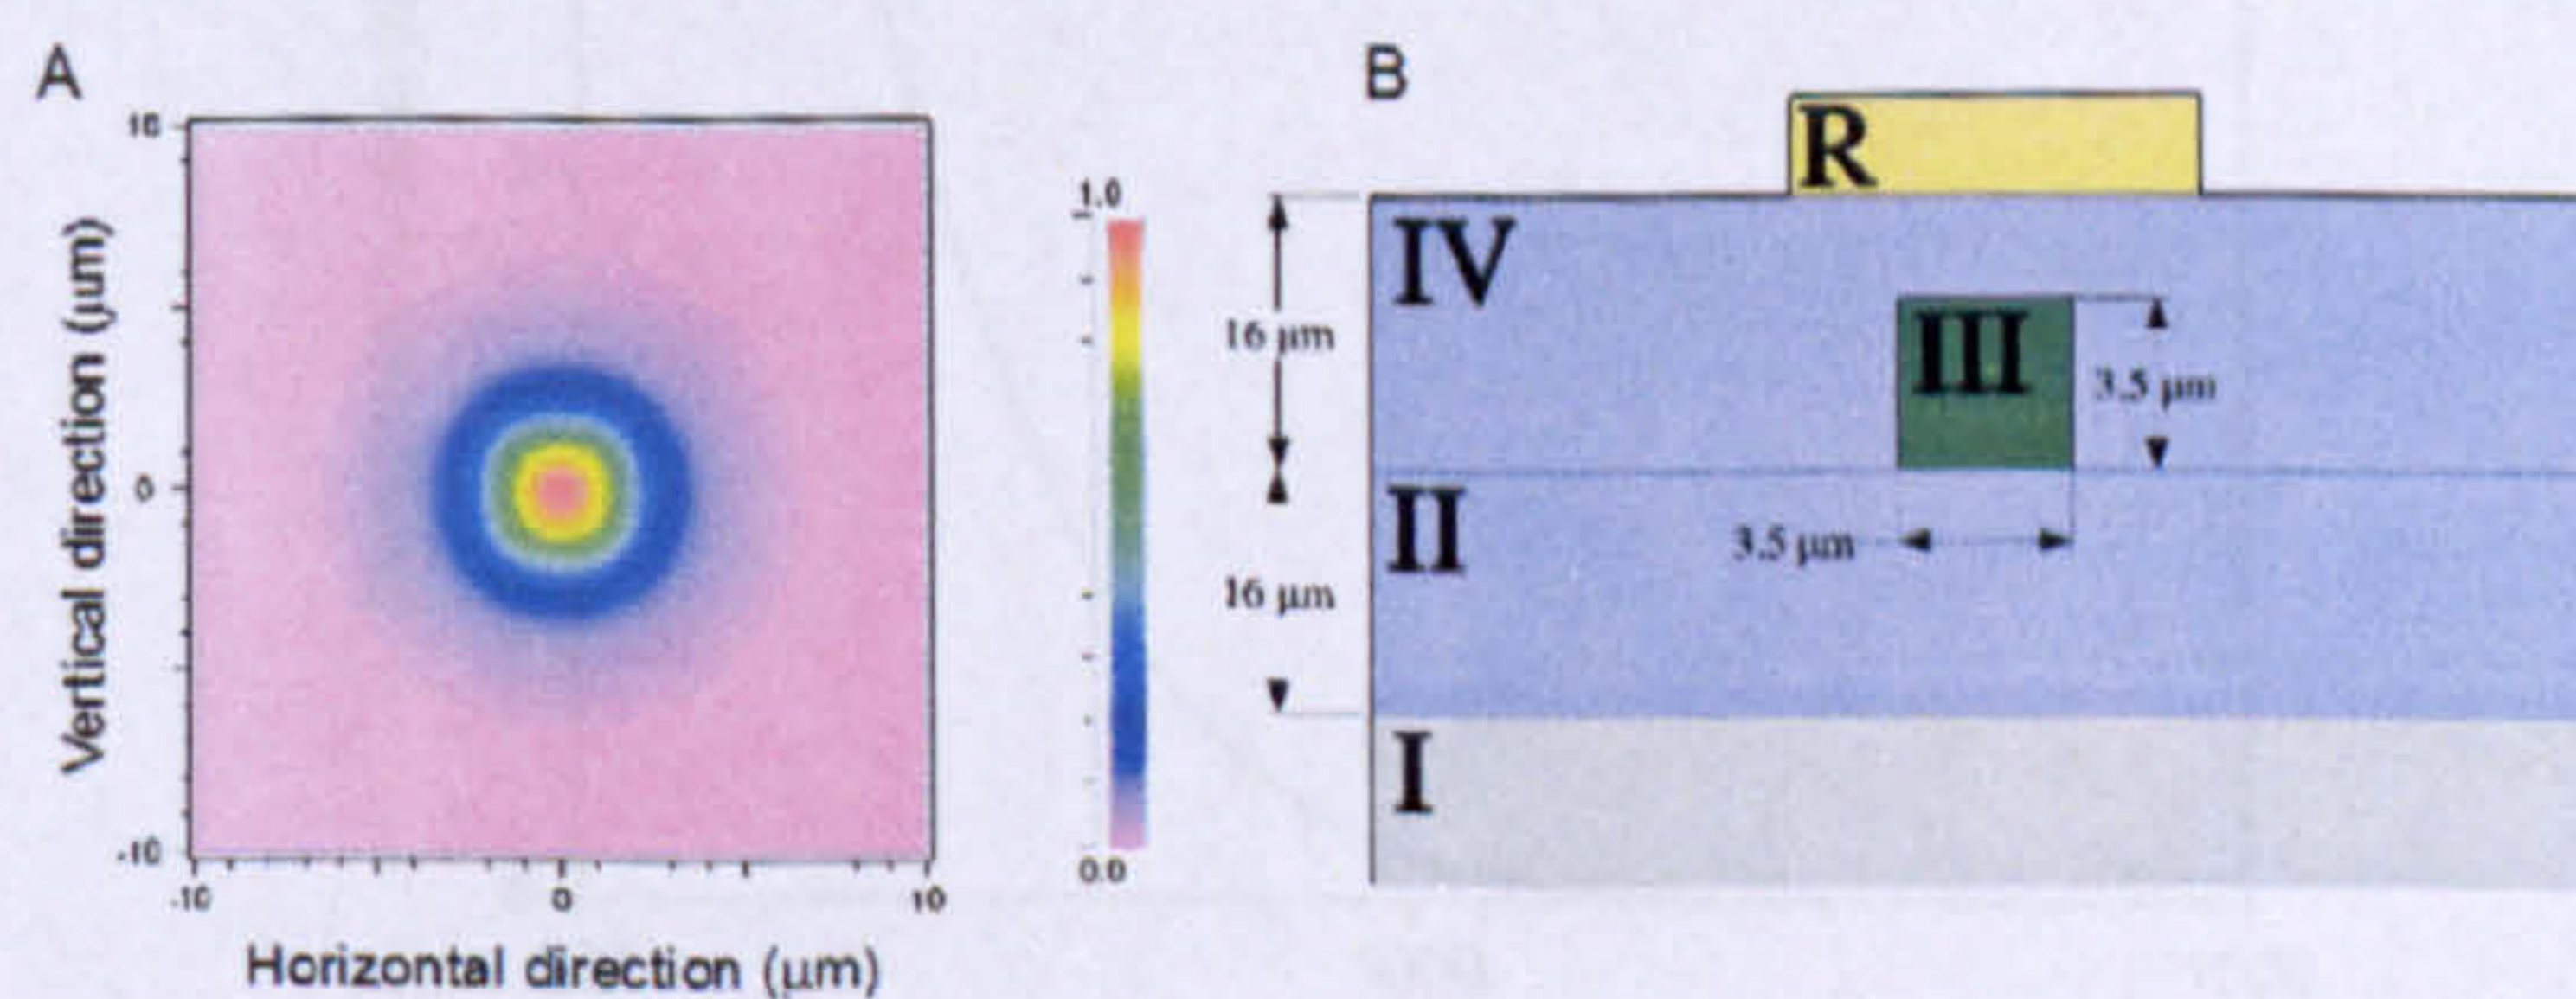 A
10
0
-10
-10
0
10
Vertical direction (μm)
Horizontal direction (μm)
1.0
0.0
B
R
IV
16 μm
III
3.5 μm
II
3.5 μm
16 μm
I